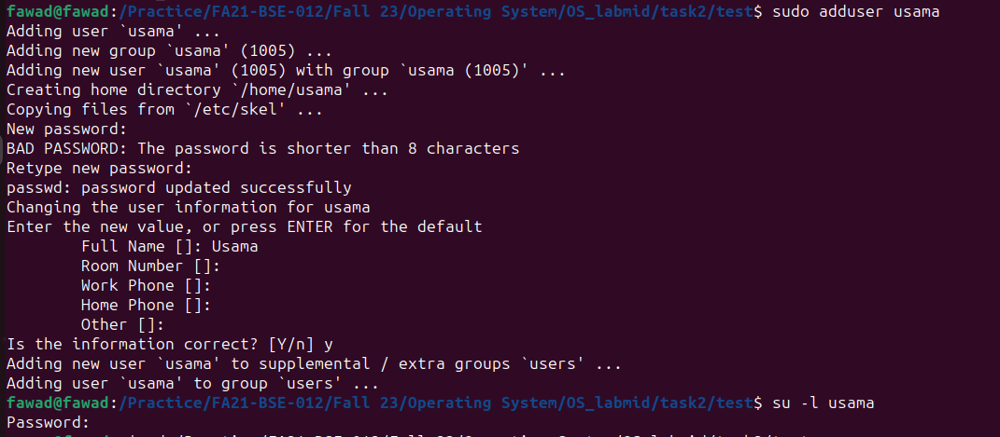 fawad@fawad:/Practice/FA21-BSE-012/Fall 23/Operating System/OS_labmid/task2/test$ sudo adduser usama
Adding user `usama' ...
Adding new group `usama' (1005) ...
Adding new user `usama' (1005) with group `usama (1005)' ...
Creating home directory `/home/usama' ...
Copying files from `/etc/skel' ...
New password:
BAD PASSWORD: The password is shorter than 8 characters
Retype new password:
passwd: password updated successfully
Changing the user information for usama
Enter the new value, or press ENTER for the default
Full Name []: Usama
Room Number []:
Work Phone []:
Home Phone []:
Other []:
Is the information correct? [Y/n] y
Adding new user `usama' to supplemental / extra groups `users' ...
Adding user `usama' to group `users' ...
fawad@fawad:/Practice/FA21-BSE-012/Fall 23/Operating System/OS_labmid/task2/test$ su -l usama
Password: